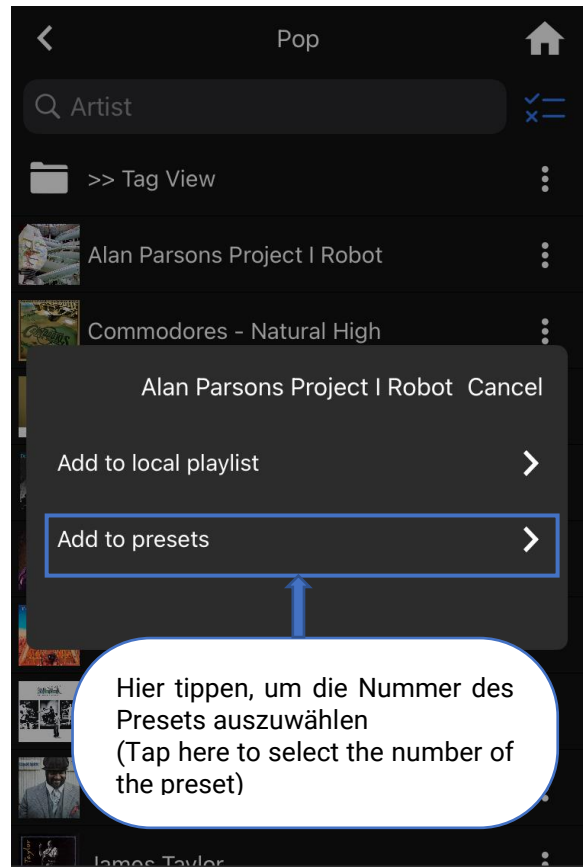 Pop
Artist
>> Tag View
Alan Parsons Project I Robot
Commodores - Natural High
Alan Parsons Project I Robot Cancel
Add to local playlist
Add to presets
Hier tippen, um die Nummer des
Presets auszuwählen
(Tap here to select the number of
the preset)
James Taylor